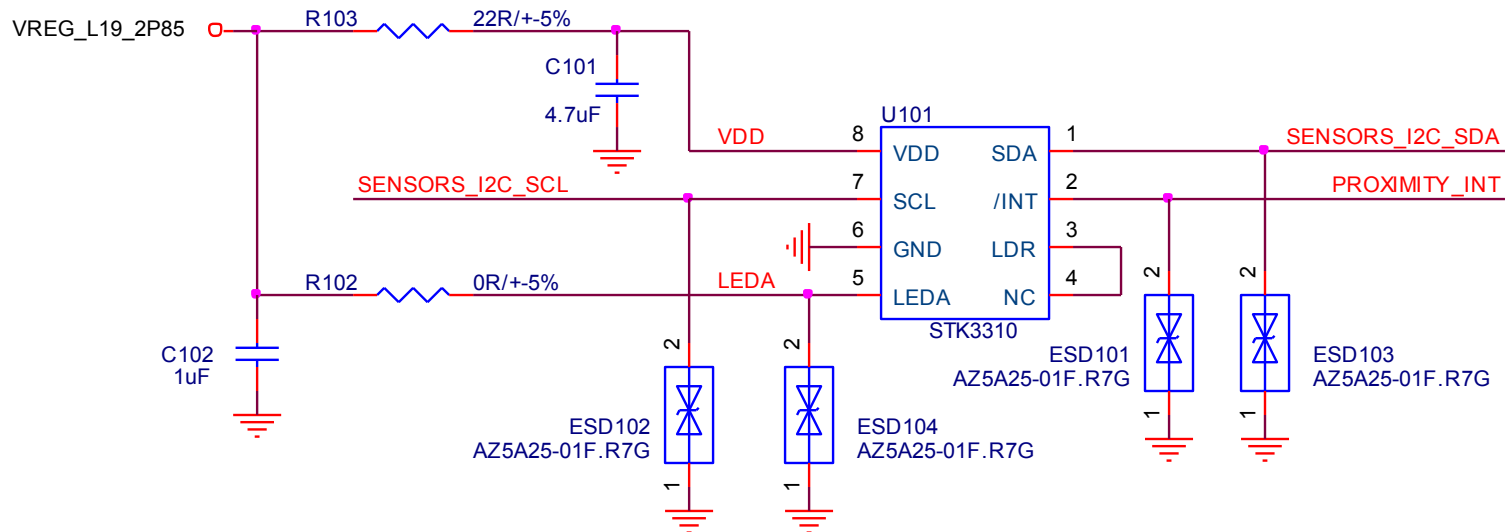 VREG_L19_2P85
R103
22R/+-5%
C101
4.7uF
U101
VDD
8
VDD
SDA
1
SENSORS_I2C_SDA
SENSORS_I2C_SCL
7
SCL
/INT
2
PROXIMITY_INT
6
GND
LDR
3
R102
0R/+-5%
LEDA
5
LEDA
NC
4
STK3310
C102
1uF
2
2
2
2
ESD101
AZ5A25-01F.R7G
ESD103
AZ5A25-01F.R7G
1
1
ESD102
AZ5A25-01F.R7G
ESD104
AZ5A25-01F.R7G
1
1